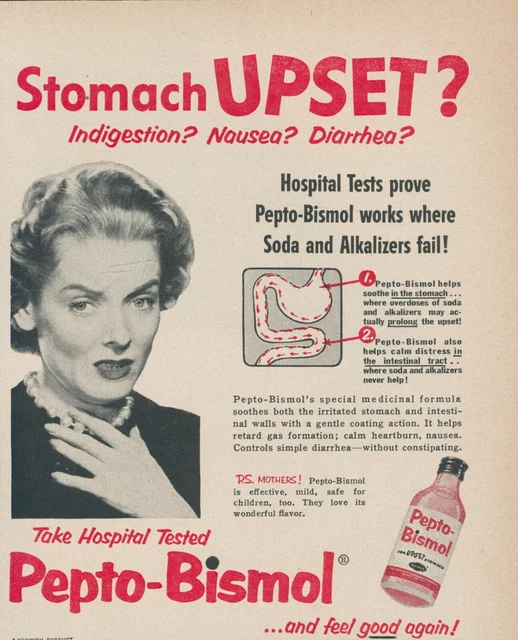 Stomach UPSET?
Indigestion? Nausea? Diarrhea?
Hospital Tests prove
Pepto-Bismol works where
Soda and Alkalizers fail!
1. Pepto-Bismol helps
soothe in the stomach...
where overdoses of soda
and alkalizers may ac-
tually prolong the upset!
2. Pepto-Bismol also
helps calm distress in
the intestinal tract..
where soda and alkalizers
never help!
Pepto-Bismol's special medicinal formula
soothes both the irritated stomach and intesti-
nal walls with a gentle coating action. It helps
retard gas formation; calm heartburn, nausea.
Controls simple diarrhea—without constipating.
P.S. MOTHERS! Pepto-Bismol
is effective, mild, safe for
children, too. They love its
wonderful flavor.
Pepto-
Bismol
FOR UPSET STOMACH
Take Hospital Tested
Pepto-Bismol®
...and feel good again!
A NORWICH PRODUCT